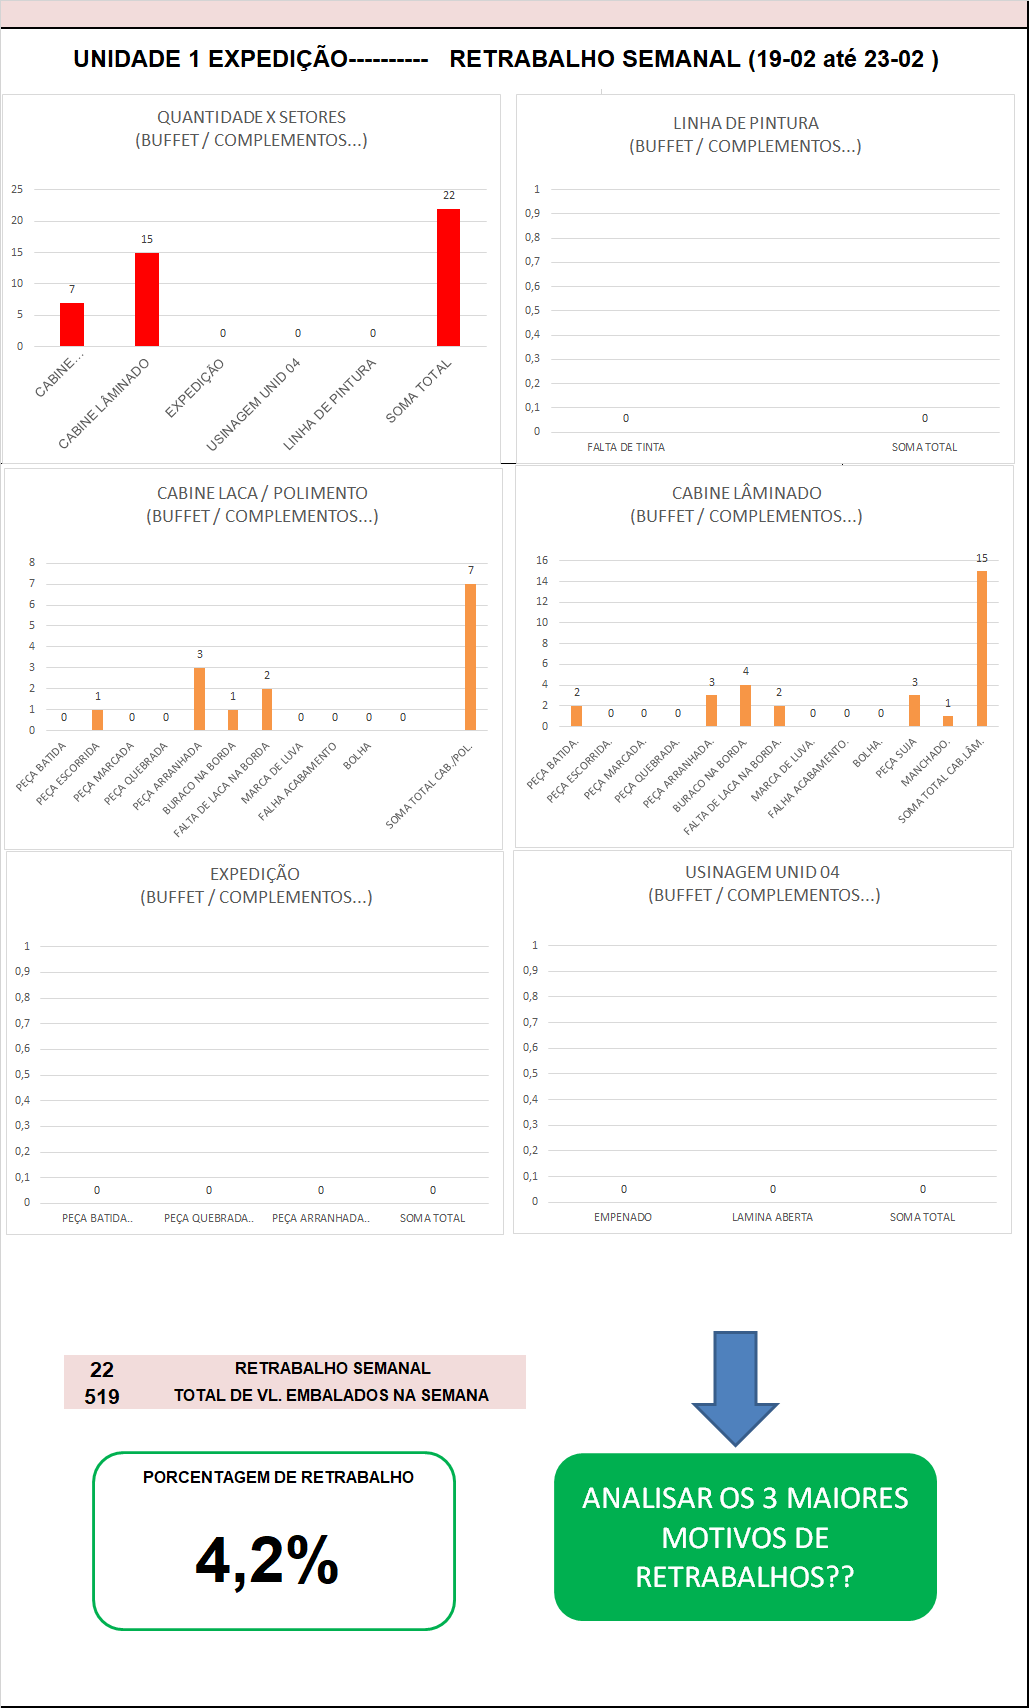 UNIDADE 1 EXPEDIÇÃO---------- RETRABALHO SEMANAL (19-02 até 23-02 )
QUANTIDADE X SETORES
(BUFFET / COMPLEMENTOS...)
25
20
15
10
5
0
7
15
0
0
0
22
CABINE...
CABINE LÂMINADO
EXPEDIÇÃO
USINAGEM UNID 04
LINHA DE PINTURA
SOMA TOTAL
LINHA DE PINTURA
(BUFFET / COMPLEMENTOS...)
1
0,9
0,8
0,7
0,6
0,5
0,4
0,3
0,2
0,1
0
0
0
FALTA DE TINTA
SOMA TOTAL
CABINE LACA / POLIMENTO
(BUFFET / COMPLEMENTOS...)
8
7
6
5
4
3
2
1
0
0
1
0
0
3
1
2
0
0
0
0
7
PEÇA BATIDA
PEÇA ESCORRIDA
PEÇA MARCADA
PEÇA QUEBRADA
PEÇA ARRANHADA
BURACO NA BORDA
FALTA DE LACA NA BORDA
MARCA DE LUVA
FALHA ACABAMENTO
BOLHA
SOMA TOTAL CAB./POL.
CABINE LÂMINADO
(BUFFET / COMPLEMENTOS...)
16
14
12
10
8
6
4
2
0
2
0
0
0
3
4
2
0
0
0
3
1
15
PEÇA BATIDA.
PEÇA ESCORRIDA.
PEÇA MARCADA.
PEÇA QUEBRADA.
PEÇA ARRANHADA.
BURACO NA BORDA.
FALTA DE LACA NA BORDA.
MARCA DE LUVA.
FALHA ACABAMENTO.
BOLHA.
PEÇA SUJA
MANCHADO.
SOMA TOTAL CAB.LÂM.
EXPEDIÇÃO
(BUFFET / COMPLEMENTOS...)
1
0,9
0,8
0,7
0,6
0,5
0,4
0,3
0,2
0,1
0
0
0
0
0
PEÇA BATIDA..
PEÇA QUEBRADA..
PEÇA ARRANHADA..
SOMA TOTAL
USINAGEM UNID 04
(BUFFET / COMPLEMENTOS...)
1
0,9
0,8
0,7
0,6
0,5
0,4
0,3
0,2
0,1
0
0
0
0
EMPENADO
LAMINA ABERTA
SOMA TOTAL
22 RETRABALHO SEMANAL
519 TOTAL DE VL. EMBALADOS NA SEMANA
PORCENTAGEM DE RETRABALHO
4,2%
ANALISAR OS 3 MAIORES
MOTIVOS DE
RETRABALHOS??